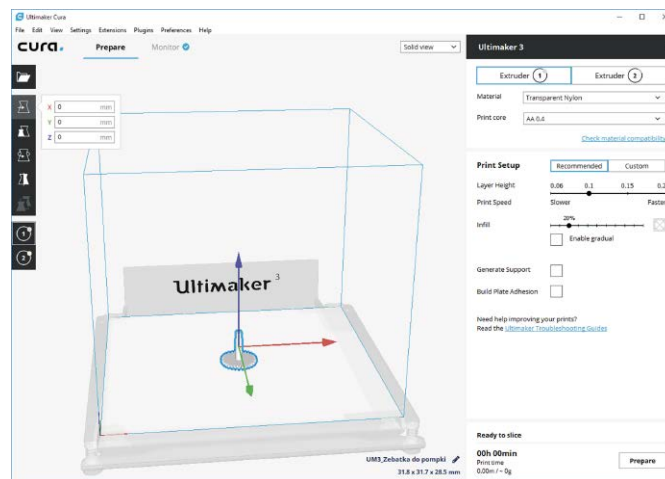 Ultimaker Cura
File Edit View Settings Extensions Plugins Preferences Help
cura.
Prepare
Monitor
Solid view
Ultimaker 3
Extruder 1
Extruder 2
Material Transparent Nylon
Print core AA 0.4
Check material compatibility
X 0 mm
Y 0 mm
Z 0 mm
Print Setup Recommended Custom
Layer Height 0.06 0.1 0.15 0.2
Print Speed Slower Faster
Infill 20%
Enable gradual
Generate Support
Build Plate Adhesion
Need help improving your prints?
Read the Ultimaker Troubleshooting Guides
1
2
Ultimaker 3
UM3_Zebatka do pompki
31.8 x 31.7 x 28.5 mm
Ready to slice
00h 00min
Print time
0.00m / ~ 0g
Prepare